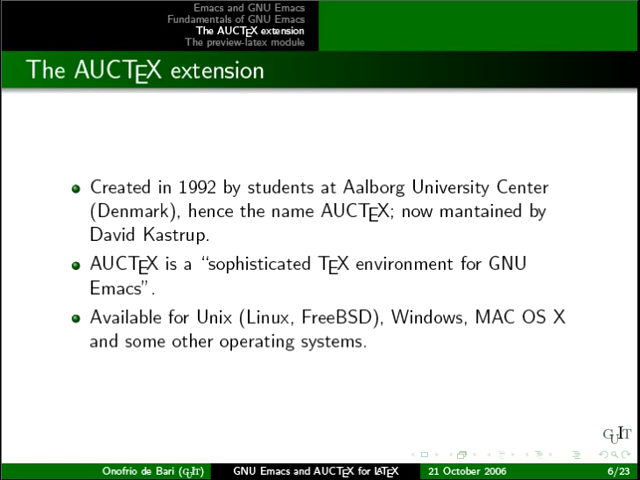 Emacs and GNU Emacs
Fundamentals of GNU Emacs
The AUCTEX extension
The preview-latex module
The AUCTEX extension
Created in 1992 by students at Aalborg University Center
(Denmark), hence the name AUCTEX; now mantained by
David Kastrup.
AUCTEX is a “sophisticated TEX environment for GNU
Emacs”.
Available for Unix (Linux, FreeBSD), Windows, MAC OS X
and some other operating systems.
GUIT
Onofrio de Bari (GUIT) GNU Emacs and AUCTEX for LATEX 21 October 2006 6/23